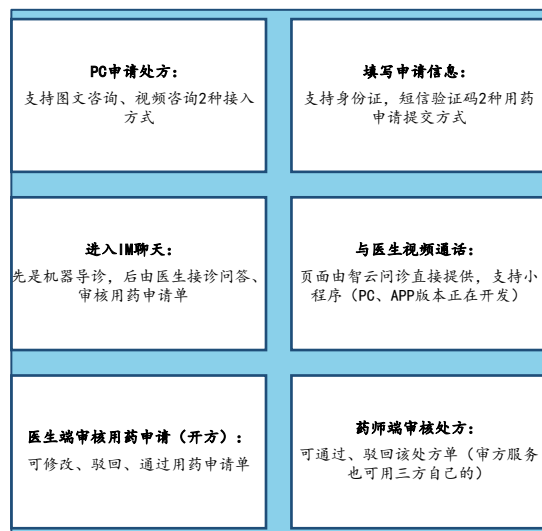 PC申请处方：
支持图文咨询、视频咨询2种接入
方式
填写申请信息：
支持身份证，短信验证码2种用药
申请提交方式
进入IM聊天：
先是机器导诊，后由医生接诊问答、
审核用药申请单
与医生视频通话：
页面由智云问诊直接提供，支持小
程序（PC、APP版本正在开发）
医生端审核用药申请（开方）：
可修改、驳回、通过用药申请单
药师端审核处方：
可通过、驳回该处方单（审方服务
也可用三方自己的）